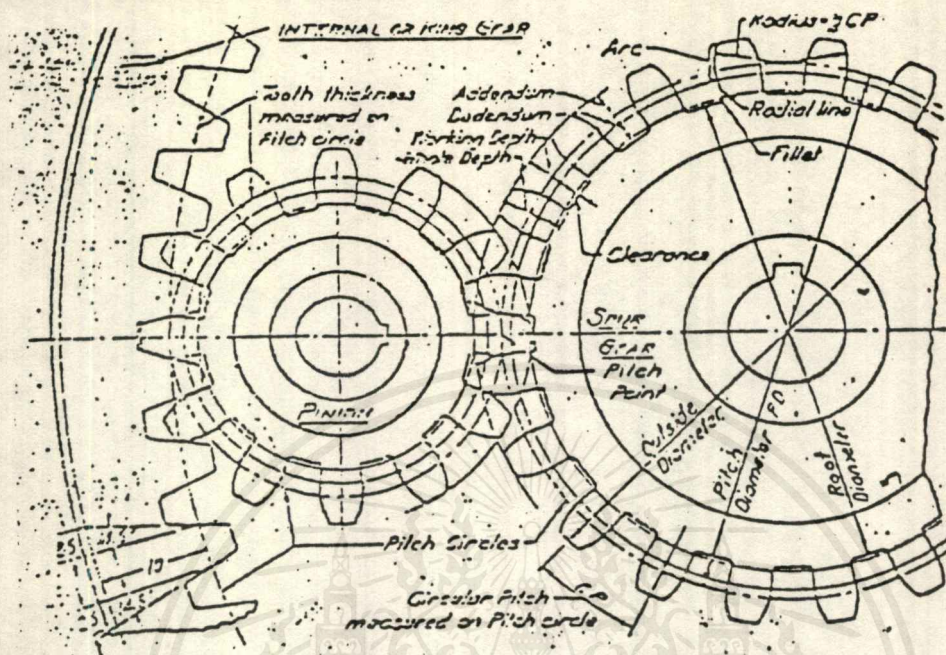 INTERNAL OR RING GEAR
Tooth thickness
measured on
Pitch circle
Addendum
Dedendum
Working Depth
Whole Depth
Arc
Radius=
CP
Radial line
Fillet
Clearance
SPUR
GEAR
Pitch
Point
PINION
Outside
Diameter
Pitch
Diameter
PD
Root
Diameter
Pitch Circles
Circular Pitch
CP
measured on Pitch circle